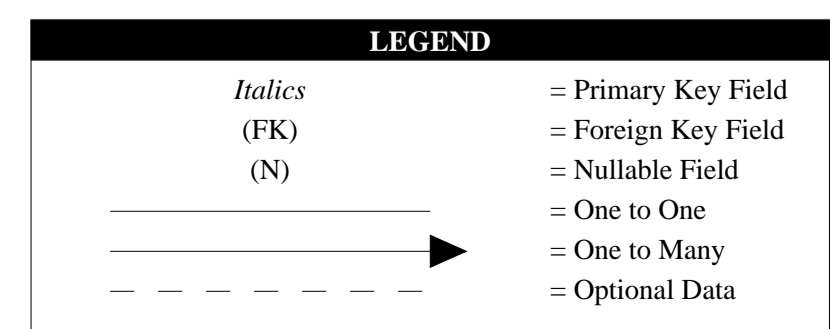 LEGEND
Italics = Primary Key Field
(FK) = Foreign Key Field
(N) = Nullable Field
= One to One
= One to Many
= Optional Data